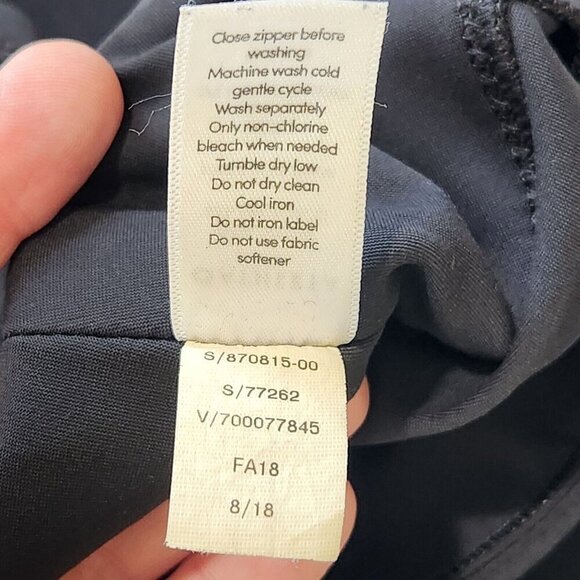 Close zipper before
washing
Machine wash cold
gentle cycle
Wash separately
Only non-chlorine
bleach when needed
Tumble dry low
Do not dry clean
Cool iron
Do not iron label
Do not use fabric
softener
S/870815-00
S/77262
V/700077845
FA18
8/18